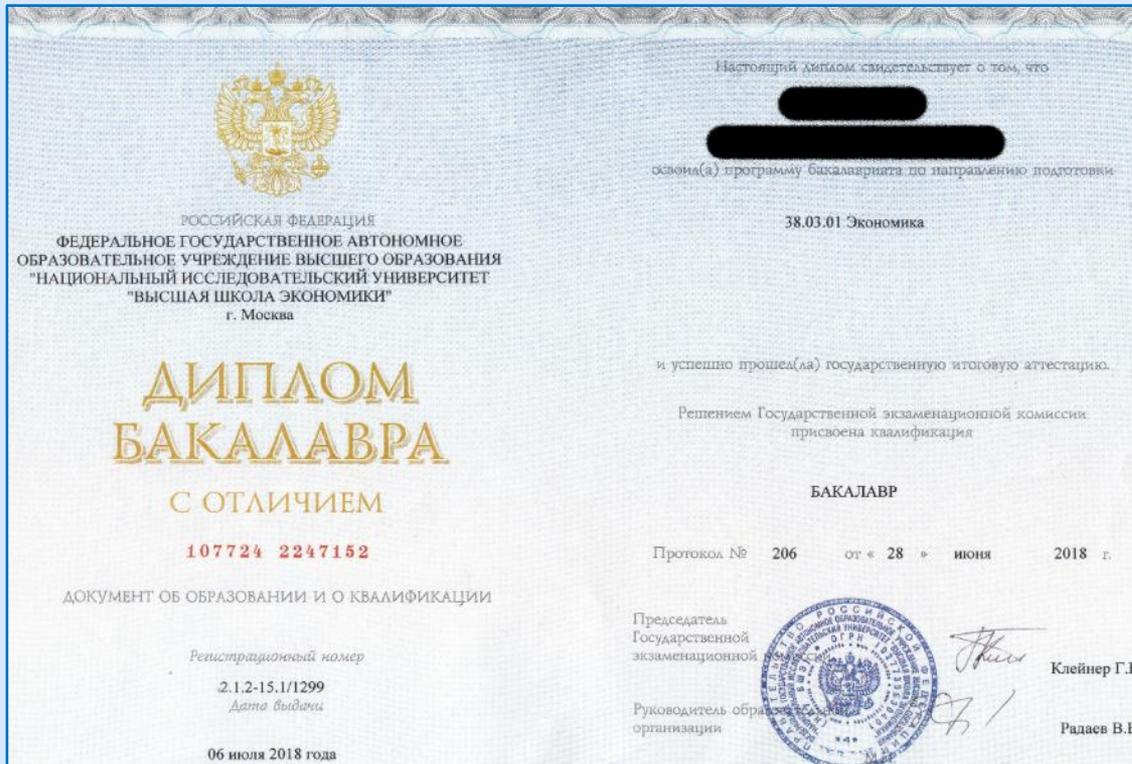 РОССИЙСКАЯ ФЕДЕРАЦИЯ
ФЕДЕРАЛЬНОЕ ГОСУДАРСТВЕННОЕ АВТОНОМНОЕ
ОБРАЗОВАТЕЛЬНОЕ УЧРЕЖДЕНИЕ ВЫСШЕГО ОБРАЗОВАНИЯ
"НАЦИОНАЛЬНЫЙ ИССЛЕДОВАТЕЛЬСКИЙ УНИВЕРСИТЕТ
"ВЫСШАЯ ШКОЛА ЭКОНОМИКИ"
г. Москва
ДИПЛОМ
БАКАЛАВРА
С ОТЛИЧИЕМ
107724 2247152
ДОКУМЕНТ ОБ ОБРАЗОВАНИИ И О КВАЛИФИКАЦИИ
Регистрационный номер
2.1.2-15.1/1299
Дата выдачи
06 июля 2018 года
Настоящий диплом свидетельствует о том, что
освоил(а) программу бакалавриата по направлению подготовки
38.03.01 Экономика
и успешно прошел(ла) государственную итоговую аттестацию.
Решением Государственной экзаменационной комиссии
присвоена квалификация
БАКАЛАВР
Протокол № 206 от « 28 » июня 2018 г.
Председатель
Государственной
экзаменационной
Клейнер Г.
Руководитель
организации
Радаев В.